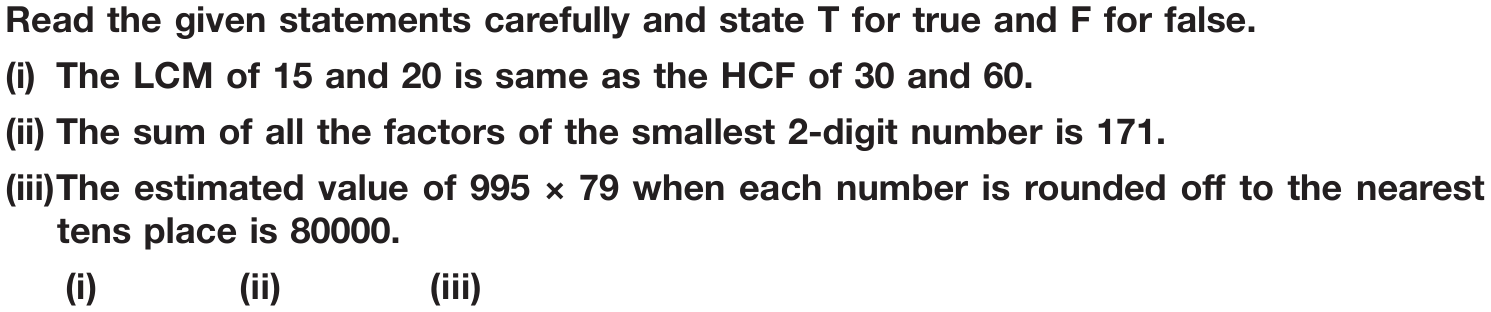 Read the given statements carefully and state T for true and F for false.
(i) The LCM of 15 and 20 is same as the HCF of 30 and 60.
(ii) The sum of all the factors of the smallest 2-digit number is 171.
(iii)The estimated value of 995 × 79 when each number is rounded off to the nearest
tens place is 80000.
(i) (ii) (iii)